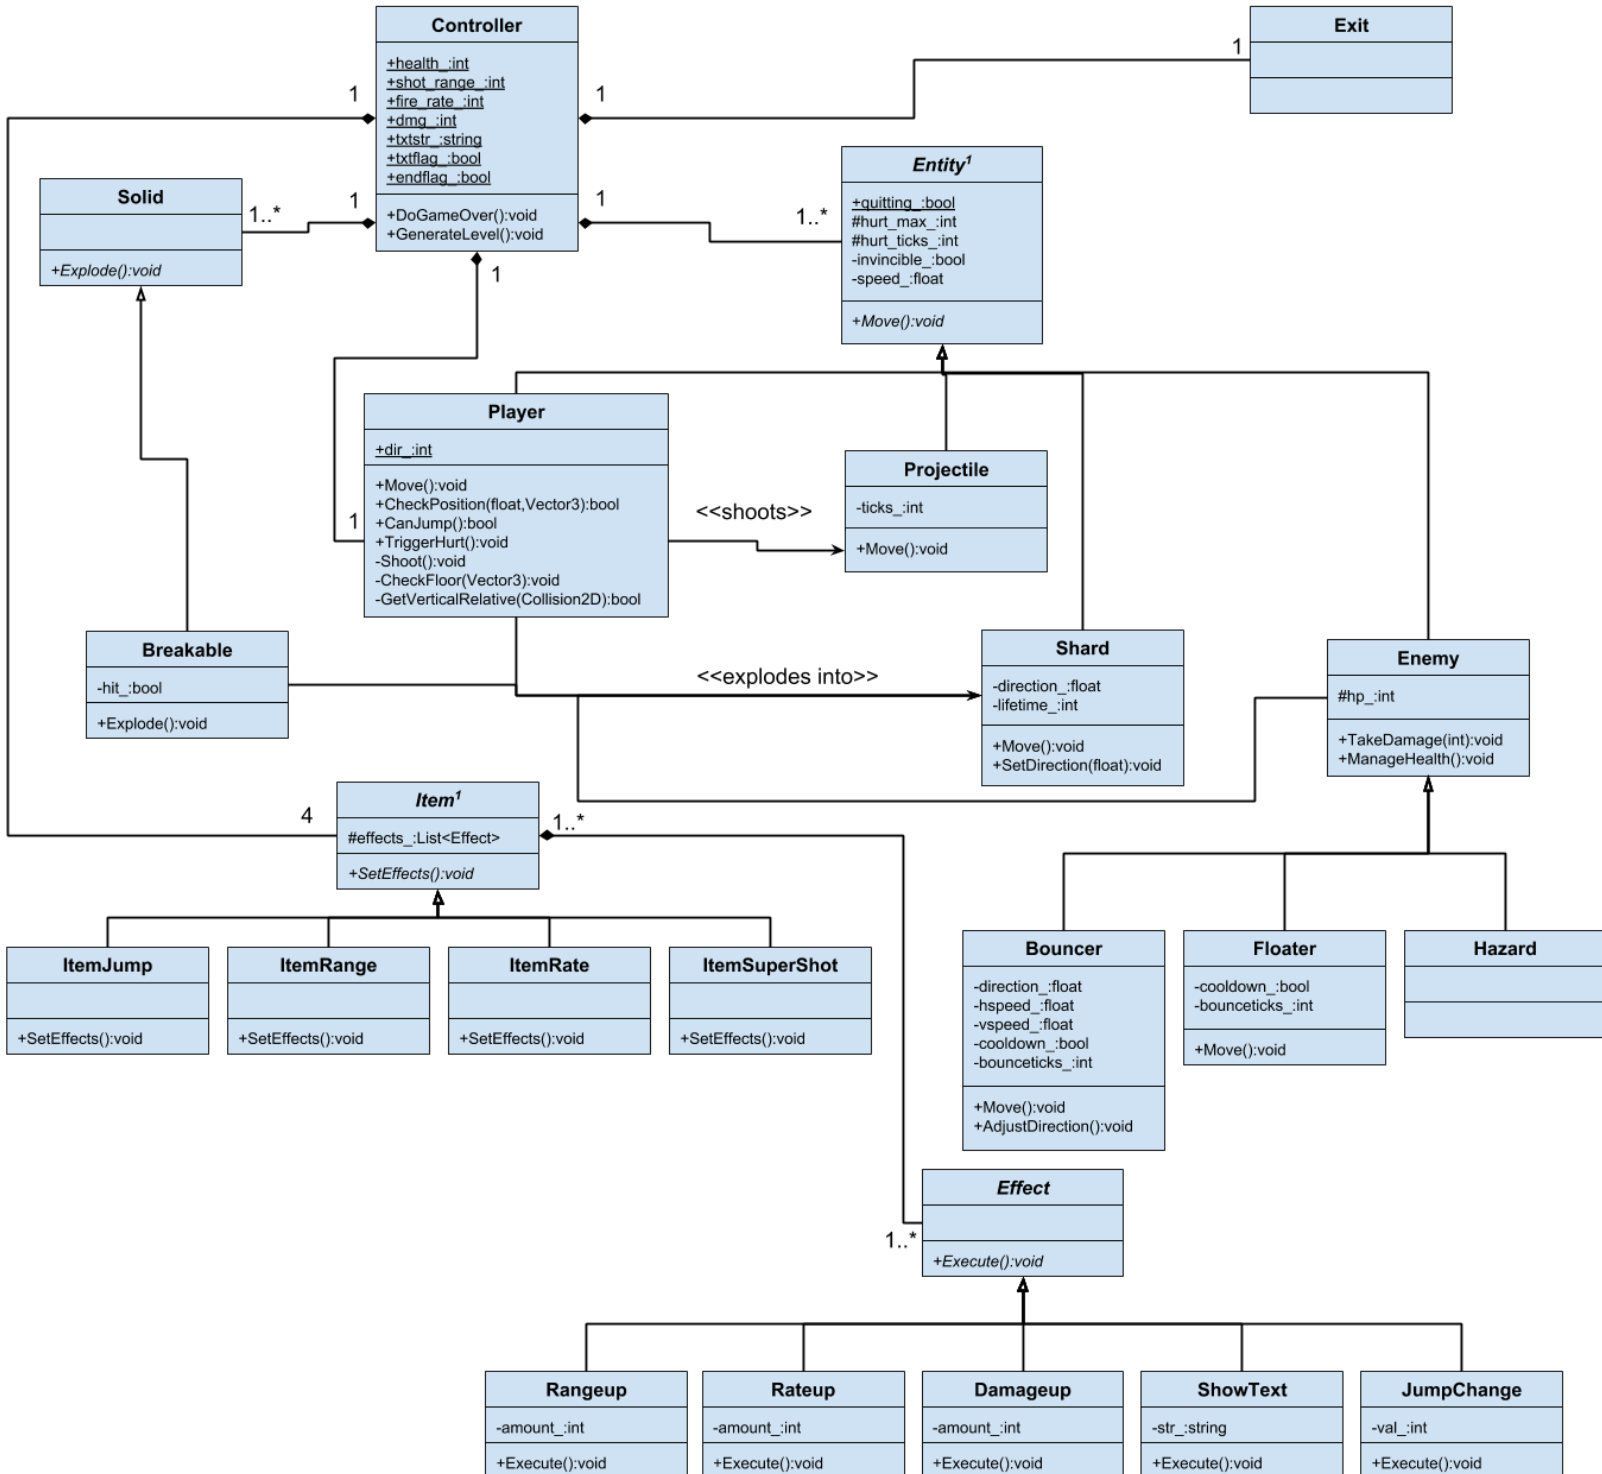 Controller
+health_:int
+shot_range_:int
+fire_rate_:int
+dmg_:int
+txtstr_:string
+txtflag_:bool
+endflag_:bool
+DoGameOver():void
+GenerateLevel():void
1
1
1
1
1
Exit
1
Solid
+Explode():void
1..*
Entity¹
+quitting_:bool
#hurt_max_:int
#hurt_ticks_:int
-invincible_:bool
-speed_:float
+Move():void
1..*
Player
+dir_:int
+Move():void
+CheckPosition(float,Vector3):bool
+CanJump():bool
+TriggerHurt():void
-Shoot():void
-CheckFloor(Vector3):void
-GetVerticalRelative(Collision2D):bool
1
<<shoots>>
Projectile
-ticks_:int
+Move():void
Breakable
-hit_:bool
+Explode():void
<<explodes into>>
Shard
-direction_:float
-lifetime_:int
+Move():void
+SetDirection(float):void
Enemy
#hp_:int
+TakeDamage(int):void
+ManageHealth():void
4
Item¹
#effects_:List<Effect>
+SetEffects():void
1..*
ItemJump
+SetEffects():void
ItemRange
+SetEffects():void
ItemRate
+SetEffects():void
ItemSuperShot
+SetEffects():void
Bouncer
-direction_:float
-hspeed_:float
-vspeed_:float
-cooldown_:bool
-bounceticks_:int
+Move():void
+AdjustDirection():void
Floater
-cooldown_:bool
-bounceticks_:int
+Move():void
Hazard
1..*
Effect
+Execute():void
Rangeup
-amount_:int
+Execute():void
Rateup
-amount_:int
+Execute():void
Damageup
-amount_:int
+Execute():void
ShowText
-str_:string
+Execute():void
JumpChange
-val_:int
+Execute():void